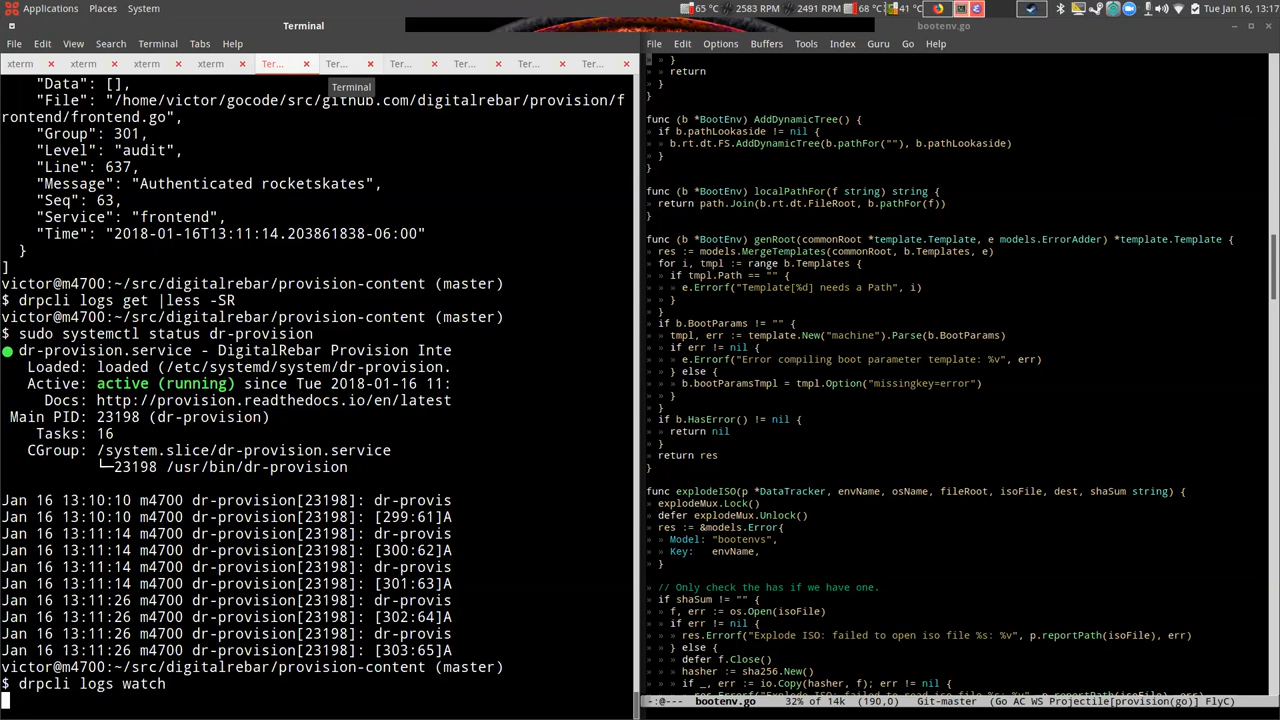 Applications Places System
65 °C 2583 RPM 2491 RPM 68 °C 41 °C Tue Jan 16, 13:17
Terminal
File Edit View Search Terminal Tabs Help
xterm xterm xterm xterm Ter... Ter... Ter... Ter... Ter... Ter...
Terminal
"Data": [],
"File": "/home/victor/gocode/src/github.com/digitalrebar/provision/f
rontend/frontend.go",
"Group": 301,
"Level": "audit",
"Line": 637,
"Message": "Authenticated rocketskates",
"Seq": 63,
"Service": "frontend",
"Time": "2018-01-16T13:11:14.203861838-06:00"
}
]
victor@m4700:~/src/digitalrebar/provision-content (master)
$ drpcli logs get |less -SR
victor@m4700:~/src/digitalrebar/provision-content (master)
$ sudo systemctl status dr-provision
● dr-provision.service - DigitalRebar Provision Inte
Loaded: loaded (/etc/systemd/system/dr-provision.
Active: active (running) since Tue 2018-01-16 11:
Docs: http://provision.readthedocs.io/en/latest
Main PID: 23198 (dr-provision)
Tasks: 16
CGroup: /system.slice/dr-provision.service
└─23198 /usr/bin/dr-provision
Jan 16 13:10:10 m4700 dr-provision[23198]: dr-provis
Jan 16 13:10:10 m4700 dr-provision[23198]: [299:61]A
Jan 16 13:11:14 m4700 dr-provision[23198]: dr-provis
Jan 16 13:11:14 m4700 dr-provision[23198]: [300:62]A
Jan 16 13:11:14 m4700 dr-provision[23198]: dr-provis
Jan 16 13:11:14 m4700 dr-provision[23198]: [301:63]A
Jan 16 13:11:26 m4700 dr-provision[23198]: dr-provis
Jan 16 13:11:26 m4700 dr-provision[23198]: [302:64]A
Jan 16 13:11:26 m4700 dr-provision[23198]: dr-provis
Jan 16 13:11:26 m4700 dr-provision[23198]: [303:65]A
victor@m4700:~/src/digitalrebar/provision-content (master)
$ drpcli logs watch
bootenv.go
File Edit Options Buffers Tools Index Guru Go Help
» » }
» » return
» }
}
func (b *BootEnv) AddDynamicTree() {
» if b.pathLookaside != nil {
» » b.rt.dt.FS.AddDynamicTree(b.pathFor(""), b.pathLookaside)
» }
}
func (b *BootEnv) localPathFor(f string) string {
» return path.Join(b.rt.dt.FileRoot, b.pathFor(f))
}
func (b *BootEnv) genRoot(commonRoot *template.Template, e models.ErrorAdder) *template.Template {
» res := models.MergeTemplates(commonRoot, b.Templates, e)
» for i, tmpl := range b.Templates {
» » if tmpl.Path == "" {
» » » e.Errorf("Template[%d] needs a Path", i)
» » }
» }
» if b.BootParams != "" {
» » tmpl, err := template.New("machine").Parse(b.BootParams)
» » if err != nil {
» » » e.Errorf("Error compiling boot parameter template: %v", err)
» » } else {
» » » b.bootParamsTmpl = tmpl.Option("missingkey=error")
» » }
» }
» if b.HasError() != nil {
» » return nil
» }
» return res
}
func explodeISO(p *DataTracker, envName, osName, fileRoot, isoFile, dest, shaSum string) {
» explodeMux.Lock()
» defer explodeMux.Unlock()
» res := &models.Error{
» » Model: "bootenvs",
» » Key: envName,
» }
» // Only check the has if we have one.
» if shaSum != "" {
» » f, err := os.Open(isoFile)
» » if err != nil {
» » » res.Errorf("Explode ISO: failed to open iso file %s: %v", p.reportPath(isoFile), err)
» » } else {
» » » defer f.Close()
» » » hasher := sha256.New()
» » » if _, err := io.Copy(hasher, f); err != nil {
» » » » res.Errorf("Explode ISO: failed to read iso file %s: %v", p.reportPath(isoFile), err)
-:@--- bootenv.go 32% of 14k (190,0) Git-master (Go AC WS Projectile[provision(go)] FlyC)